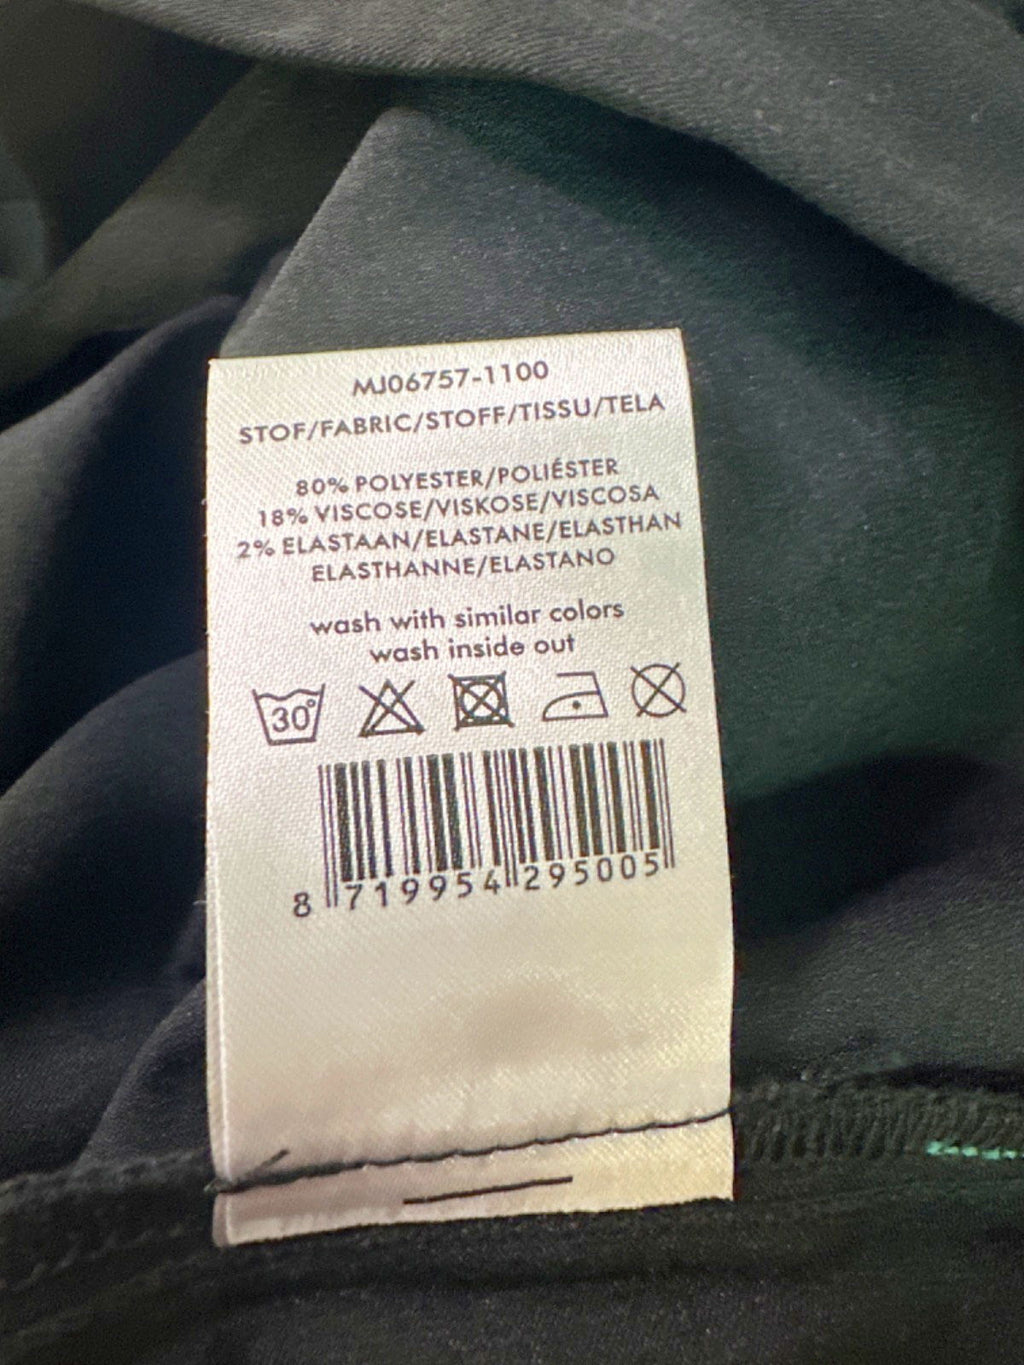 MJ06757-1100
STOF/FABRIC/STOFF/TISSU/TELA
80% POLYESTER/POLIÉSTER
18% VISCOSE/VISKOSE/VISCOSA
2% ELASTAAN/ELASTANE/ELASTHAN
ELASTHANNE/ELASTANO
wash with similar colors
wash inside out
30°
8 719954 295005